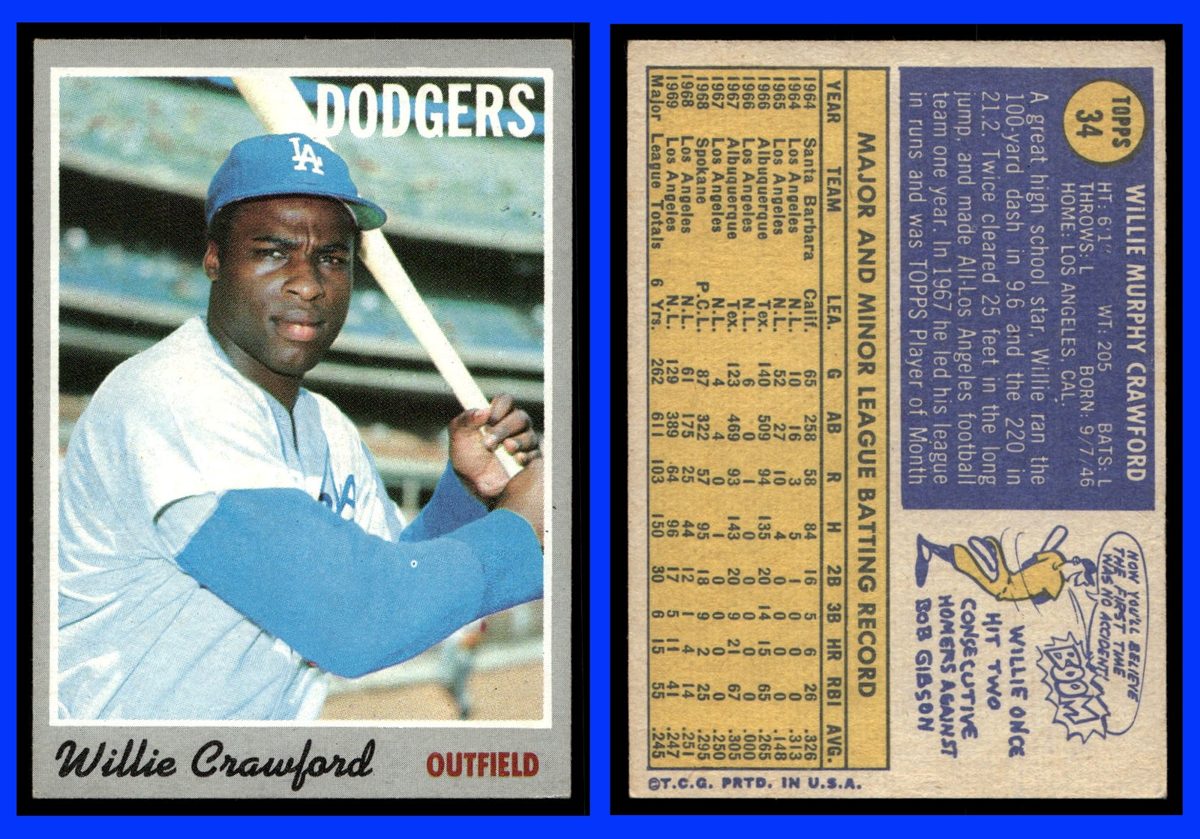 DODGERS
LA
Willie Crawford
OUTFIELD
TOPPS
34
WILLIE MURPHY CRAWFORD
HT: 6'1" WT: 205 BATS: L
THROWS: L BORN: 9/7/46
HOME: LOS ANGELES, CAL.
A great high school star, Willie ran the
100-yard dash in 9.6 and the 220 in
21.2. Twice cleared 25 feet in the long
jump, and made All-Los Angeles football
team one year. In 1967 he led his league
in runs and was TOPPS Player of Month
NOW YOU'LL BELIEVE
THE FIRST TIME
WAS NO ACCIDENT!
BOOM
WILLIE ONCE
HIT TWO
CONSECUTIVE
HOMERS AGAINST
BOB GIBSON
MAJOR AND MINOR LEAGUE BATTING RECORD
YEAR TEAM LEA. G AB R H 2B 3B HR RBI AVG.
1964 Santa Barbara Calif. 65 258 58 84 16 5 6 26 .326
1964 Los Angeles N.L. 10 16 3 5 1 0 0 0 .313
1965 Los Angeles N.L. 52 27 10 4 0 0 0 0 .148
1966 Albuquerque Tex. 140 509 94 135 20 14 15 65 .265
1966 Los Angeles N.L. 6 0 1 0 0 0 0 0 .000
1967 Albuquerque Tex. 123 469 93 143 20 9 21 67 .305
1967 Los Angeles N.L. 4 4 0 1 0 0 0 0 .250
1968 Spokane P.C.L. 87 322 57 95 18 9 2 25 .295
1968 Los Angeles N.L. 61 175 25 44 12 1 4 14 .251
1969 Los Angeles N.L. 129 389 64 96 17 5 11 41 .247
Major League Totals 6 Yrs. 262 611 103 150 30 6 15 55 .245
©T.C.G. PRTD. IN U.S.A.